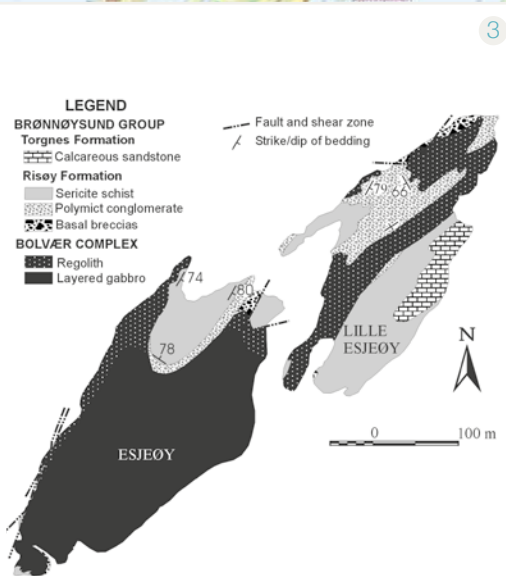 3
LEGEND
BRØNNØYSUND GROUP
Torgnes Formation
Calcareous sandstone
Risøy Formation
Sericite schist
Polymict conglomerate
Basal breccias
BOLVÆR COMPLEX
Regolith
Layered gabbro
Fault and shear zone
Strike/dip of bedding
79 66
74
80
78
LILLE
ESJEØY
N
0 100 m
ESJEØY